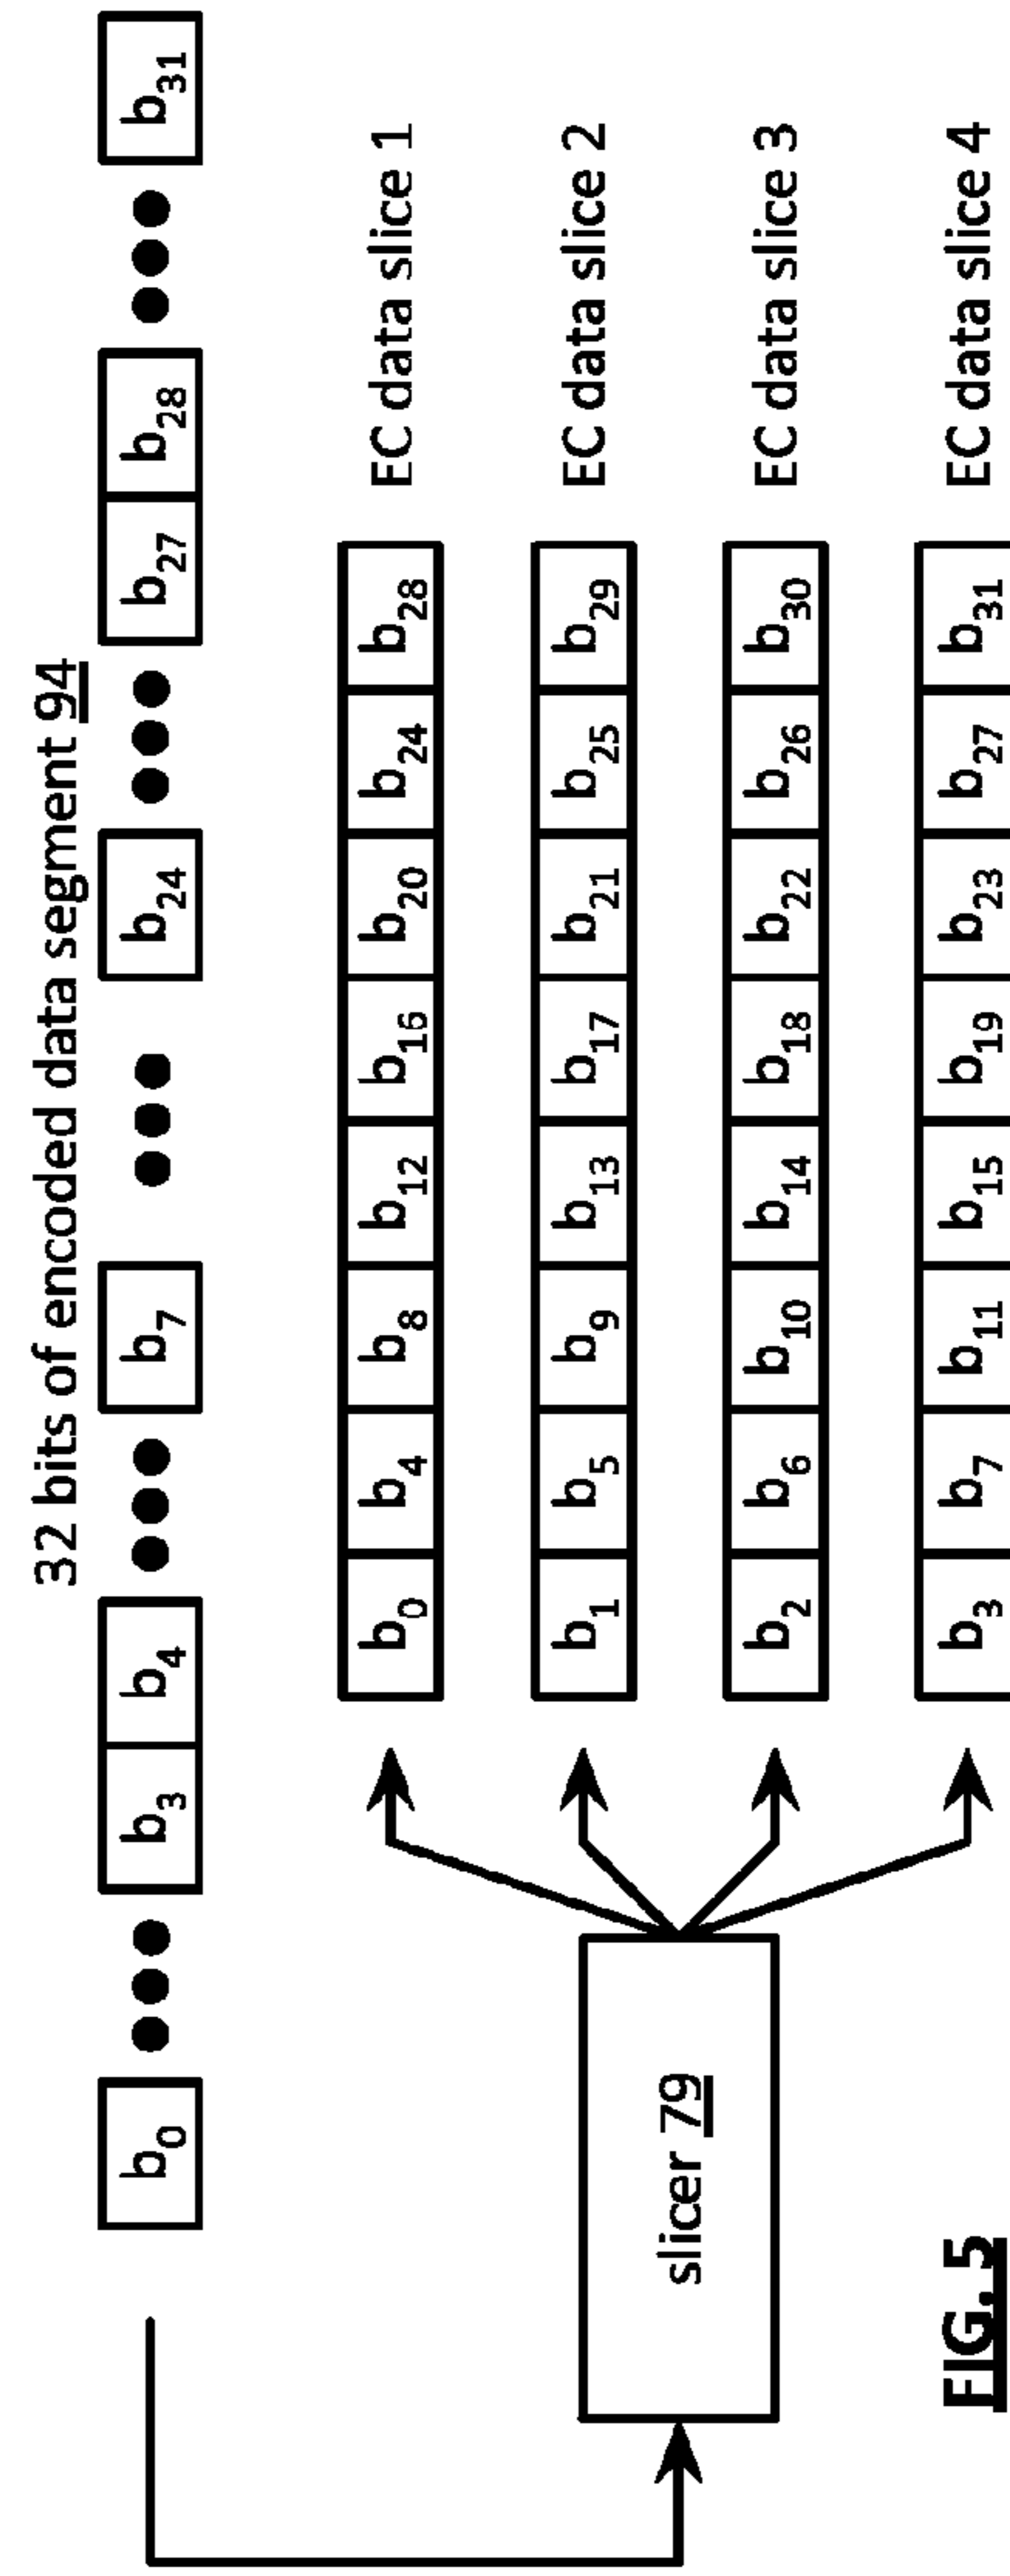 32 bits of encoded data segment 94
b0 ••• b3 b4 ••• b7 ••• b24 ••• b27 b28 ••• b31
b0 b4 b8 b12 b16 b20 b24 b28 EC data slice 1
b1 b5 b9 b13 b17 b21 b25 b29 EC data slice 2
slicer 79
b2 b6 b10 b14 b18 b22 b26 b30 EC data slice 3
b3 b7 b11 b15 b19 b23 b27 b31 EC data slice 4
FIG. 5